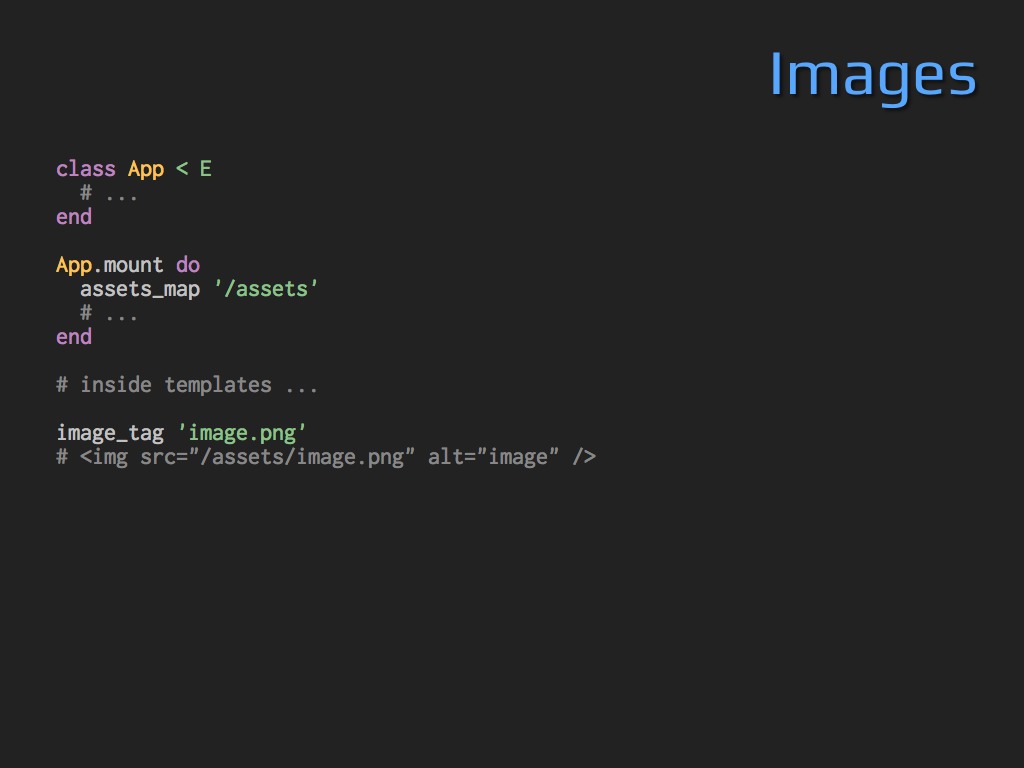 Images
class App < E
  # ...
end
App.mount do
  assets_map '/assets'
  # ...
end
# inside templates ...
image_tag 'image.png'
# <img src="/assets/image.png" alt="image" />